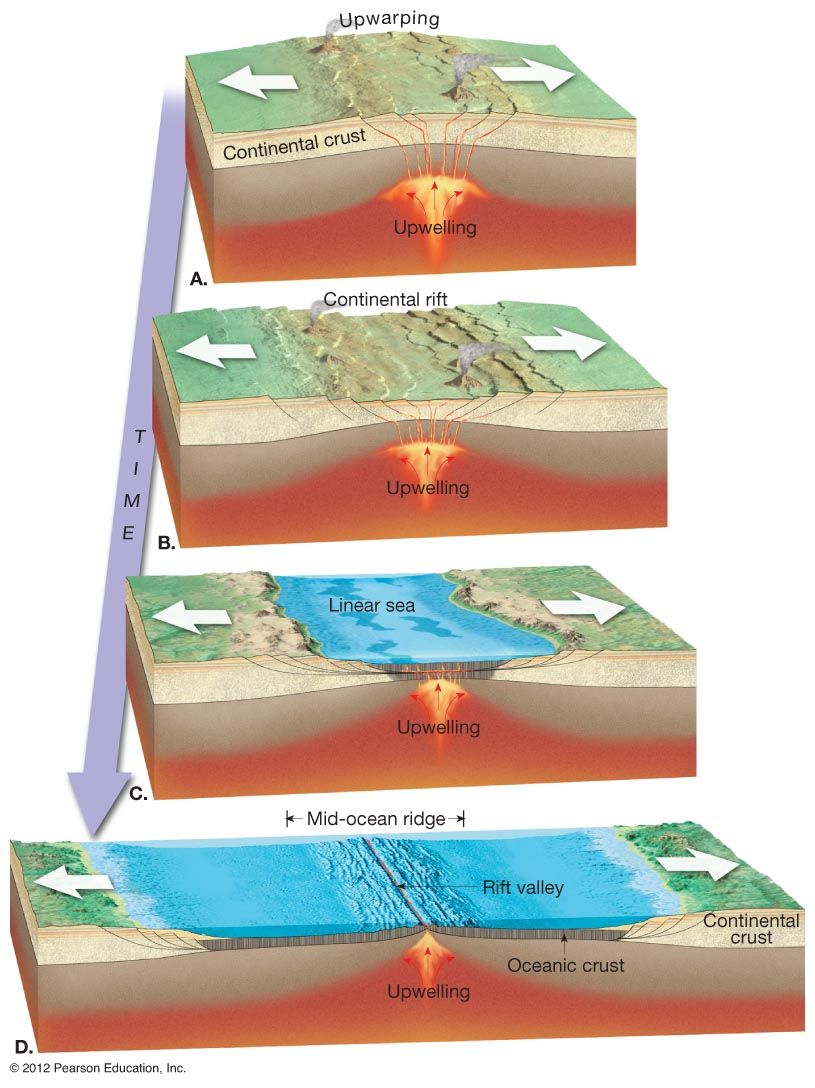 Upwarping
Continental crust
Upwelling
A.
Continental rift
Upwelling
B.
TIME
Linear sea
Upwelling
C.
Mid-ocean ridge
Rift valley
Continental
crust
Oceanic crust
Upwelling
D.
© 2012 Pearson Education, Inc.